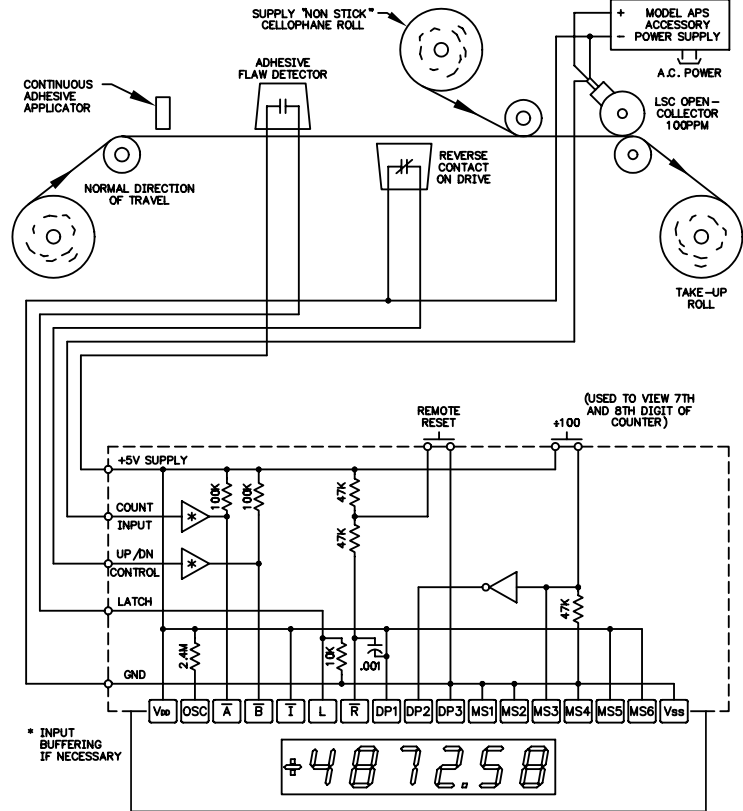 SUPPLY "NON STICK"
CELLOPHANE ROLL
+ MODEL APS
ACCESSORY
- POWER SUPPLY
A.C. POWER
ADHESIVE
FLAW DETECTOR
CONTINUOUS
ADHESIVE
APPLICATOR
LSC OPEN-
COLLECTOR
100PPM
REVERSE
CONTACT
ON DRIVE
NORMAL DIRECTION
OF TRAVEL
TAKE-UP
ROLL
REMOTE
RESET
(USED TO VIEW 7TH
AND 8TH DIGIT OF
COUNTER)
÷100
+5V SUPPLY
100K
100K
47K
47K
COUNT
INPUT
*
UP/DN
CONTROL
*
47K
LATCH
2.4M
10K
.001
GND
VDD OSC A̅ B̅ I̅ L R̅ DP1 DP2 DP3 MS1 MS2 MS3 MS4 MS5 MS6 Vss
* INPUT
BUFFERING
IF NECESSARY
÷4872.58